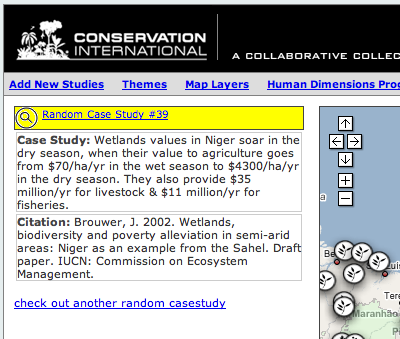 CONSERVATION
INTERNATIONAL
A COLLABORATIVE COLLEC
Add New Studies Themes Map Layers Human Dimensions Pro
Random Case Study #39
Case Study: Wetlands values in Niger soar in the
dry season, when their value to agriculture goes
from $70/ha/yr in the wet season to $4300/ha/yr
in the dry season. They also provide $35
million/yr for livestock & $11 million/yr for
fisheries.
Citation: Brouwer, J. 2002. Wetlands,
biodiversity and poverty alleviation in semi-arid
areas: Niger as an example from the Sahel. Draft
paper. IUCN: Commission on Ecosystem
Management.
check out another random casestudy
a
Be
Tere
Maranhão